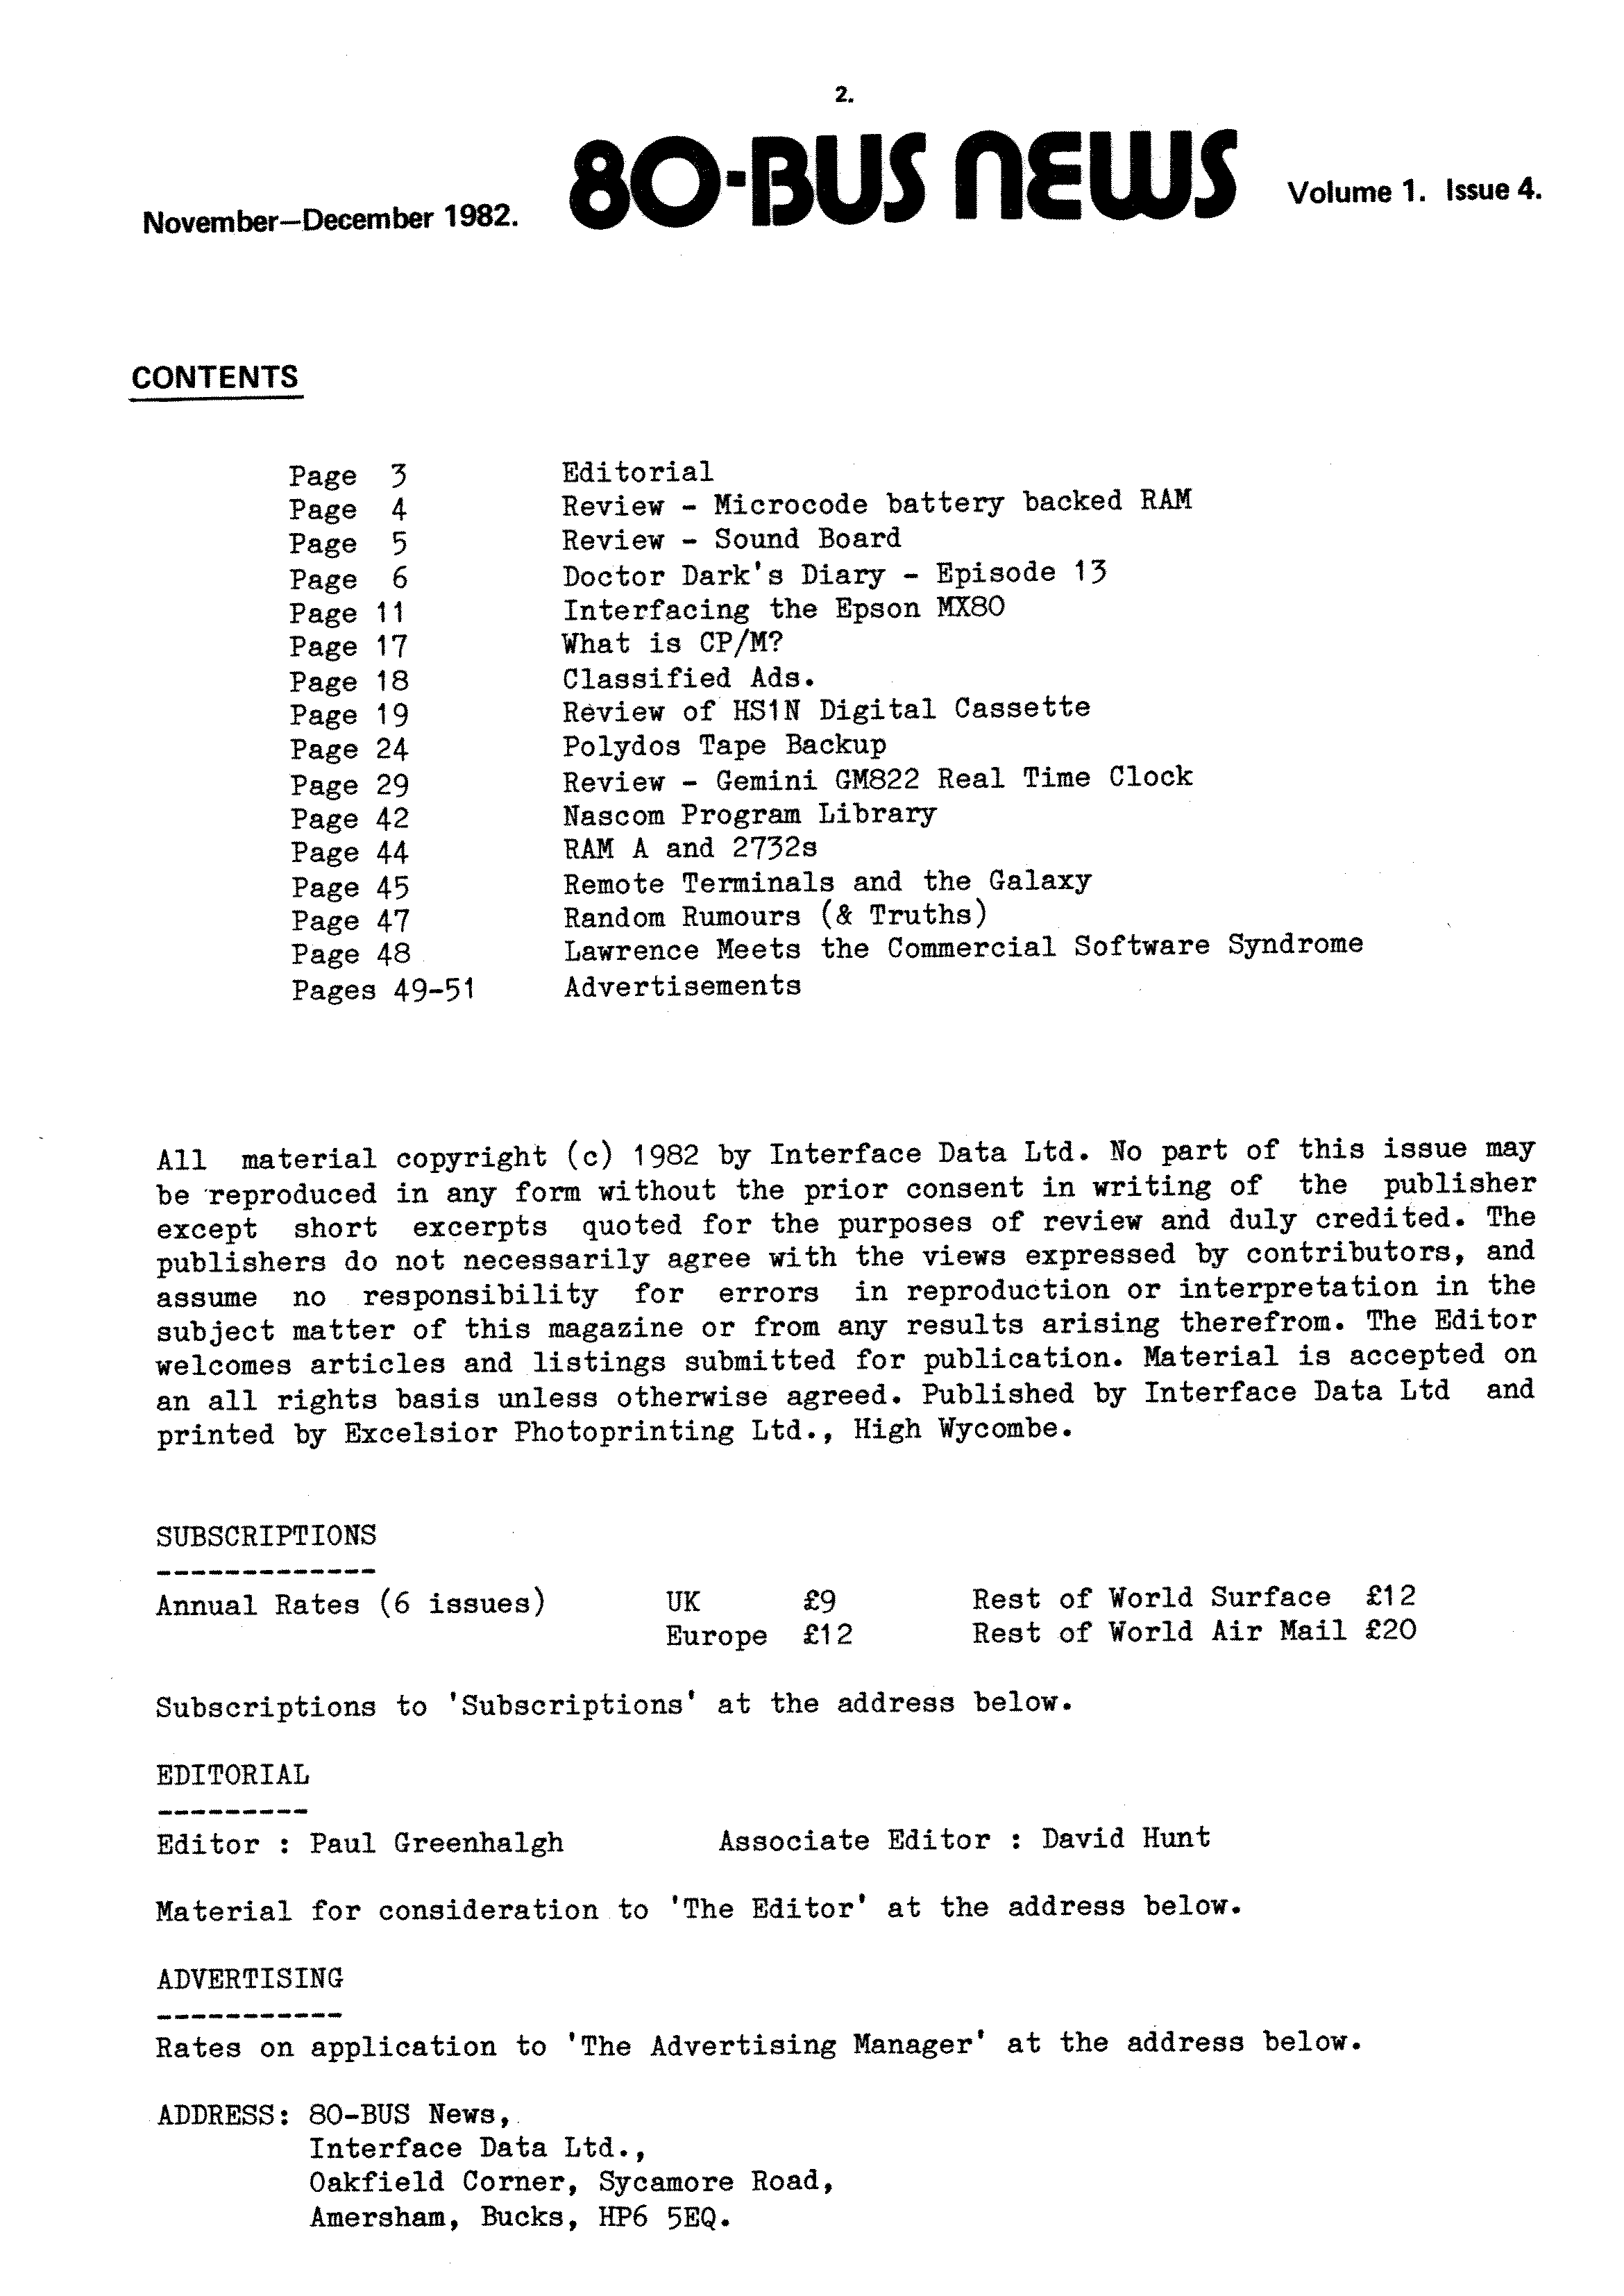 2.
November–December 1982. 80-BUS NEWS Volume 1. Issue 4.
CONTENTS
Page 3 Editorial
Page 4 Review - Microcode battery backed RAM
Page 5 Review - Sound Board
Page 6 Doctor Dark's Diary - Episode 13
Page 11 Interfacing the Epson MX80
Page 17 What is CP/M?
Page 18 Classified Ads.
Page 19 Review of HS1N Digital Cassette
Page 24 Polydos Tape Backup
Page 29 Review - Gemini GM822 Real Time Clock
Page 42 Nascom Program Library
Page 44 RAM A and 2732s
Page 45 Remote Terminals and the Galaxy
Page 47 Random Rumours (& Truths)
Page 48 Lawrence Meets the Commercial Software Syndrome
Pages 49-51 Advertisements
All material copyright (c) 1982 by Interface Data Ltd. No part of this issue may
be reproduced in any form without the prior consent in writing of the publisher
except short excerpts quoted for the purposes of review and duly credited. The
publishers do not necessarily agree with the views expressed by contributors, and
assume no responsibility for errors in reproduction or interpretation in the
subject matter of this magazine or from any results arising therefrom. The Editor
welcomes articles and listings submitted for publication. Material is accepted on
an all rights basis unless otherwise agreed. Published by Interface Data Ltd and
printed by Excelsior Photoprinting Ltd., High Wycombe.
SUBSCRIPTIONS
-------------
Annual Rates (6 issues) UK £9 Rest of World Surface £12
Europe £12 Rest of World Air Mail £20
Subscriptions to 'Subscriptions' at the address below.
EDITORIAL
---------
Editor : Paul Greenhalgh Associate Editor : David Hunt
Material for consideration to 'The Editor' at the address below.
ADVERTISING
-----------
Rates on application to 'The Advertising Manager' at the address below.
ADDRESS: 80-BUS News,
Interface Data Ltd.,
Oakfield Corner, Sycamore Road,
Amersham, Bucks, HP6 5EQ.